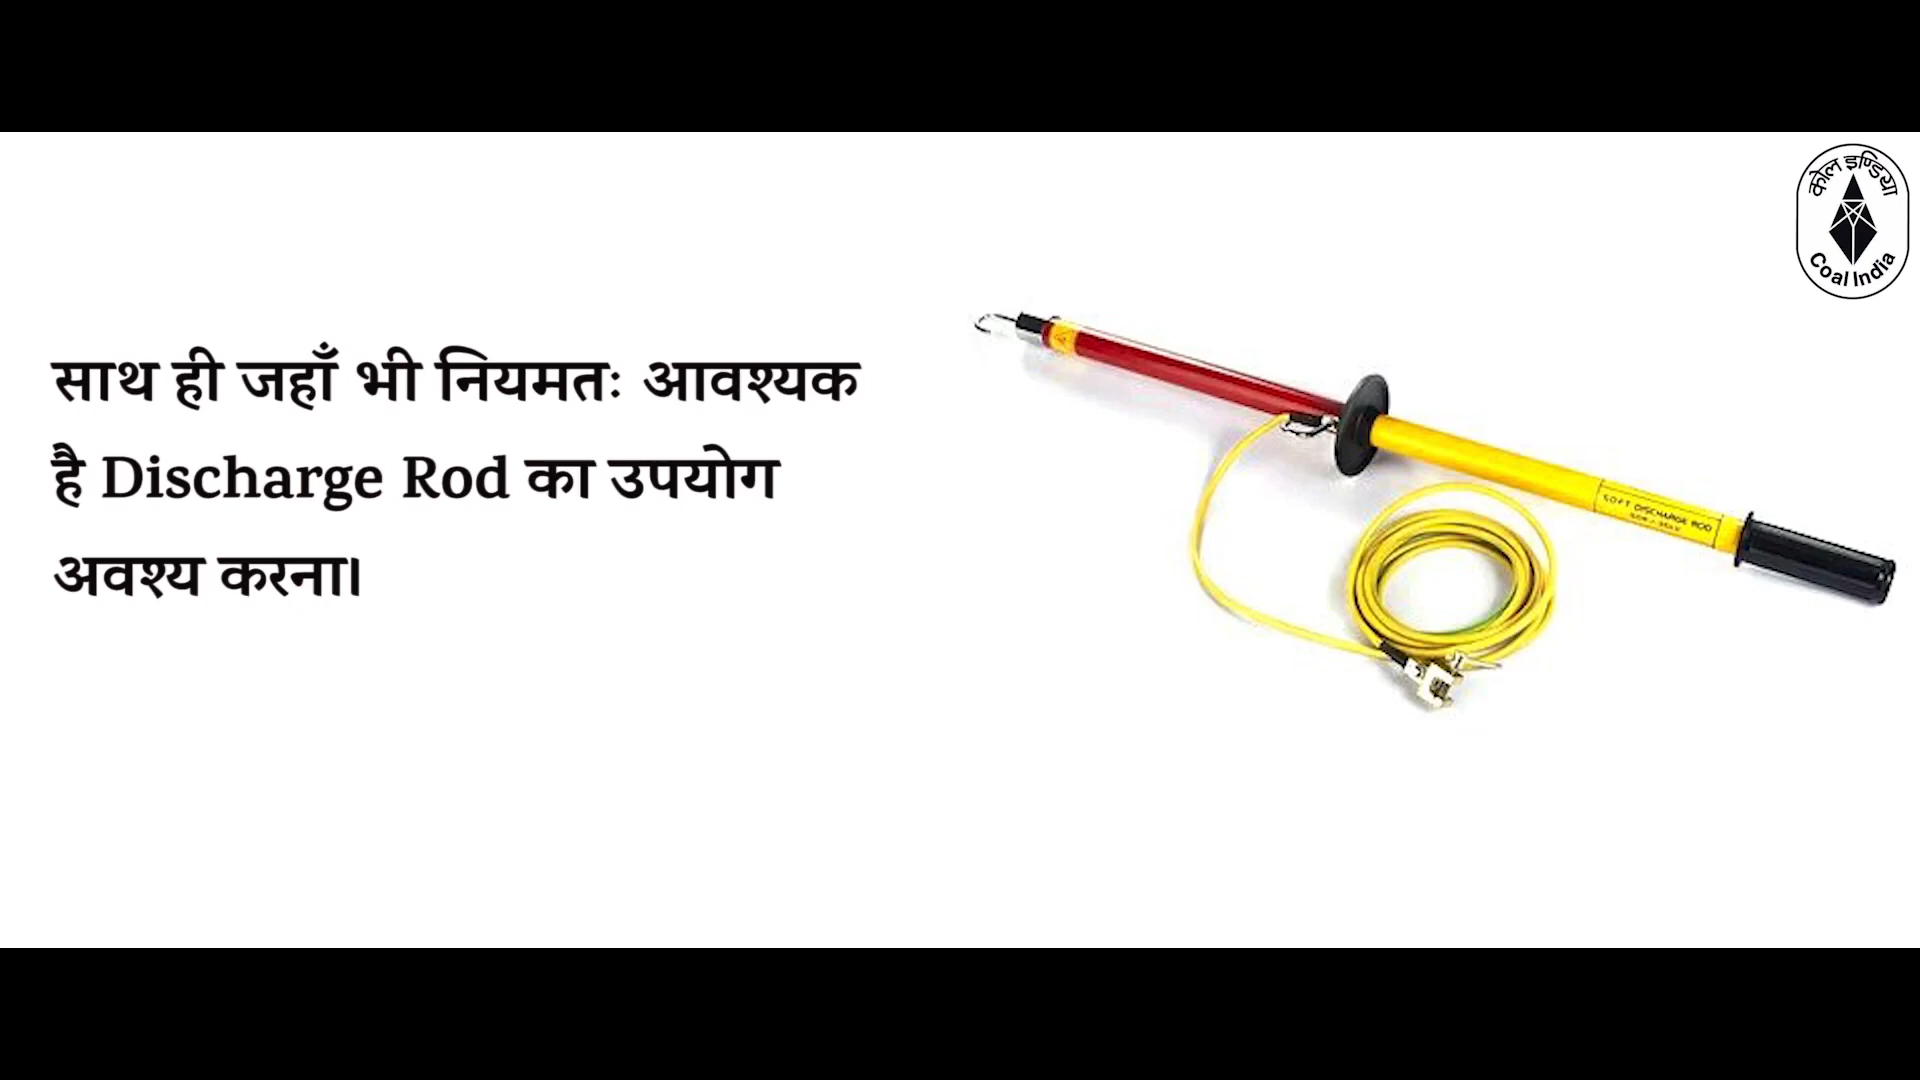 कोल इण्डिया
Coal India
साथ ही जहाँ भी नियमतः आवश्यक
है Discharge Rod का उपयोग
अवश्य करना।
SOFT DISCHARGE ROD